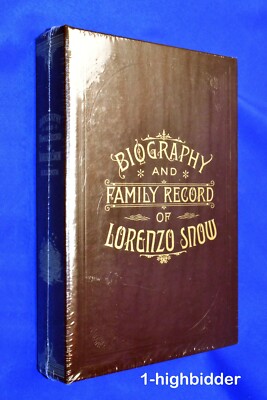 BIOGRAPHY
AND
FAMILY RECORD
OF
LORENZO SNOW
1-highbidder